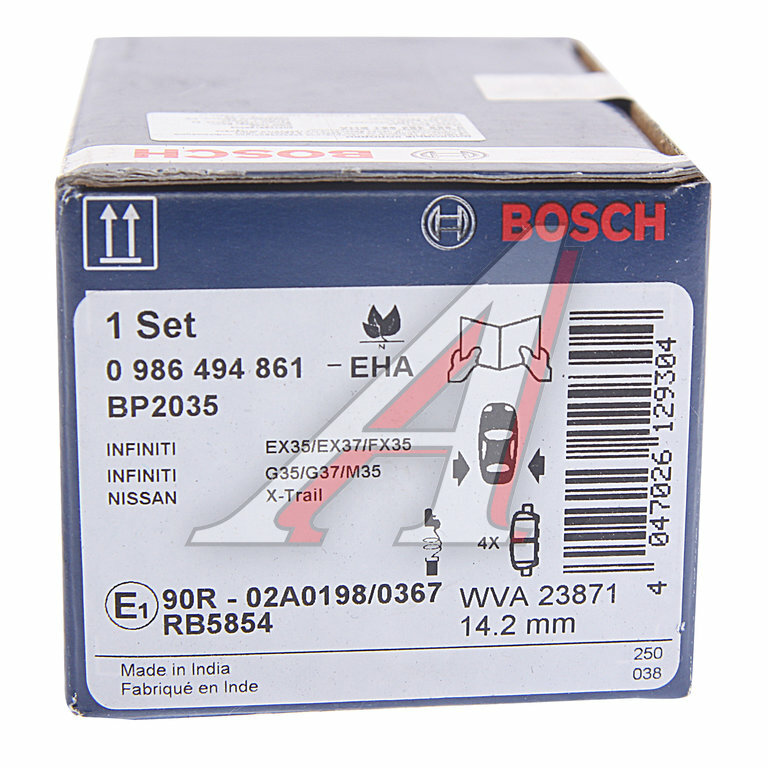 BOSCH
BOSCH
1 Set
0 986 494 861 - EHA
N
BP2035
INFINITI EX35/EX37/FX35
INFINITI G35/G37/M35
NISSAN X-Trail
4X
E1 90R - 02A0198/0367
RB5854
WVA 23871
14.2 mm
4 047026 129304
Made in India
Fabriqué en Inde
250
038